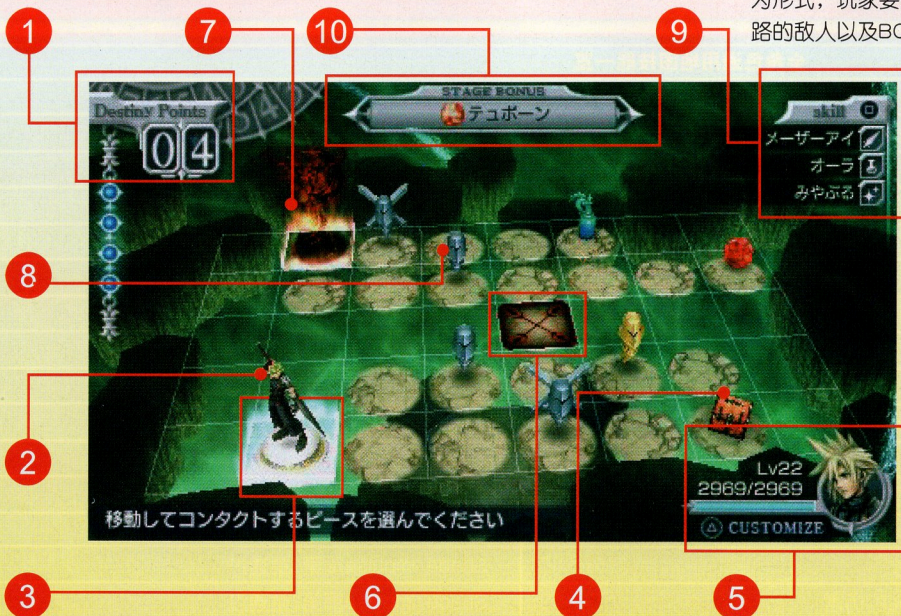 为形式，玩家要
路的敌人以及BO
1
7
10
9
STAGE BONUS
テュポーン
Destiny Points
04
skill
メーザーアイ
オーラ
みやぶる
8
2
Lv22
2969/2969
CUSTOMIZE
移動してコンタクトするピースを選んでください
3
6
4
5